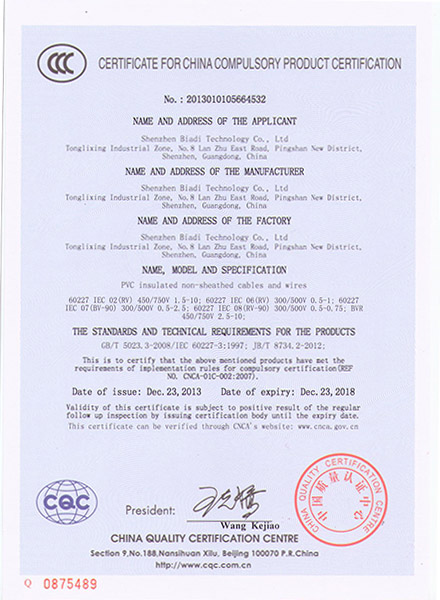 CCC
CERTIFICATE FOR CHINA COMPULSORY PRODUCT CERTIFICATION
No. : 2013010105664532
NAME AND ADDRESS OF THE APPLICANT
Shenzhen Biadi Technology Co., Ltd
Tonglixing Industrial Zone, No. 8 Lan Zhu East Road, Pingshan New District,
Shenzhen, Guangdong, China
NAME AND ADDRESS OF THE MANUFACTURER
Shenzhen Biadi Technology Co., Ltd
Tonglixing Industrial Zone, No. 8 Lan Zhu East Road, Pingshan New District,
Shenzhen, Guangdong, China
NAME AND ADDRESS OF THE FACTORY
Shenzhen Biadi Technology Co., Ltd
Tonglixing Industrial Zone, No. 8 Lan Zhu East Road, Pingshan New District,
Shenzhen, Guangdong, China
NAME, MODEL AND SPECIFICATION
PVC insulated non-sheathed cables and wires
60227 IEC 02(RV) 450/750V 1.5-10; 60227 IEC 06(RV) 300/500V 0.5-1; 60227
IEC 07(BV-90) 300/500V 0.5-2.5; 60227 IEC 08(RV-90) 300/500V 0.5-0.75; BVR
450/750V 2.5-10;
THE STANDARDS AND TECHNICAL REQUIREMENTS FOR THE PRODUCTS
GB/T 5023.3-2008/IEC 60227-3:1997; JB/T 8734.2-2012;
This is to certify that the above mentioned products have met the
requirements of implementation rules for compulsory certification(REF
NO. CNCA-01C-002:2007).
Date of issue: Dec. 23, 2013 Date of expiry: Dec. 23, 2018
Validity of this certificate is subject to positive result of the regular
follow up inspection by issuing certification body until the expiry date.
This certificate can be verified through CNCA's website: www.cnca.gov.cn
CQC
President:
Wang Kejiao
CHINA QUALITY CERTIFICATION CENTRE
中国质量认证中心
CHINA QUALITY CERTIFICATION CENTRE
Section 9, No.188, Nansihuan Xilu, Beijing 100070 P.R.China
http://www.cqc.com.cn
Q 0875489